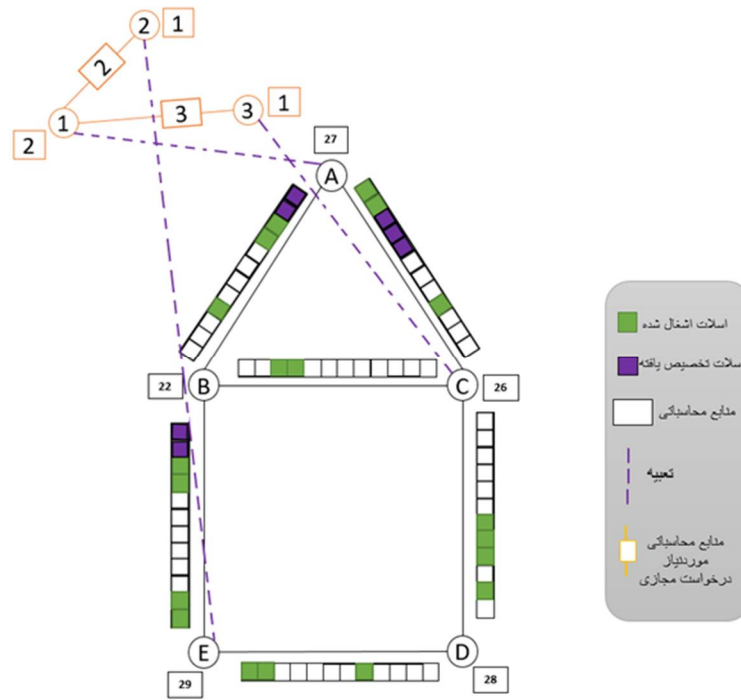 2
1
2
1
3
3
1
2
27
A
B
22
C
26
E
29
D
28
اسلات اشغال شده
سلات تخصیص یافته
منابع محاسباتی
تعبیه
منابع محاسباتی
موردنیاز
درخواست مجازی